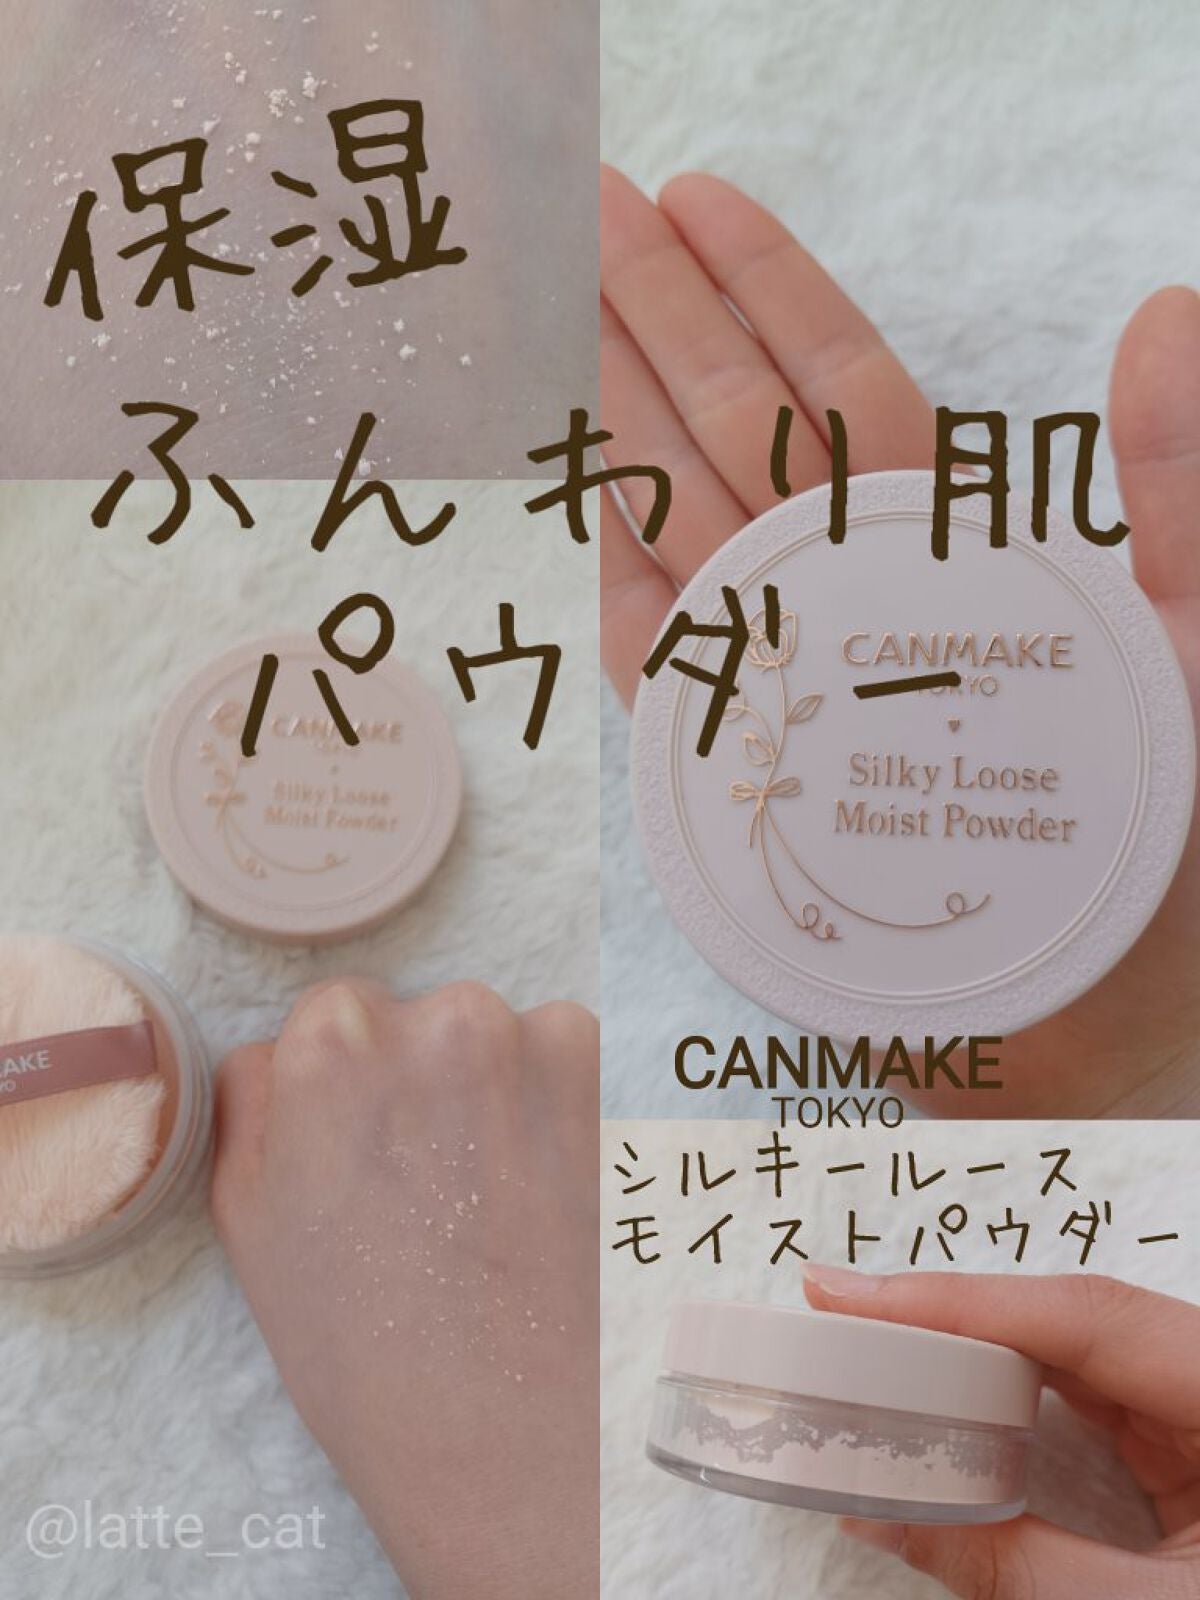 保湿
ふんわり肌
パウダー
CANMAKE
TOKYO
Silky Loose
Moist Powder
CANMAKE
Silky Loose
Moist Powder
AKE
YO
CANMAKE
TOKYO
シルキールース
モイストパウダー
@latte_cat